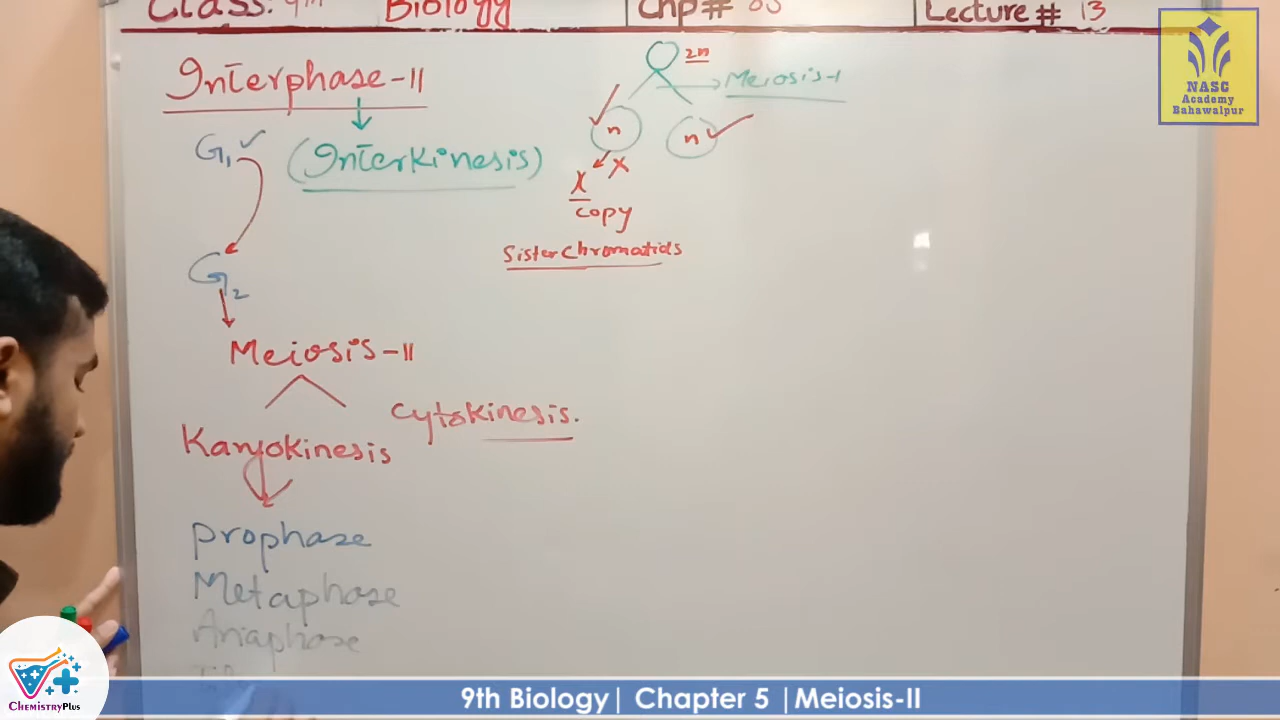 Class: 9th Biology Chp# 05 Lecture # 13
NASC
Academy
Bahawalpur
Interphase-II
2n
Meiosis-I
G1
(Interkinesis)
n n
X X
copy
Sister Chromatids
G2
Meiosis-II
Karyokinesis
Cytokinesis.
Prophase
Metaphase
Anaphase
CHEMISTRYPLUS
9th Biology| Chapter 5 |Meiosis-II